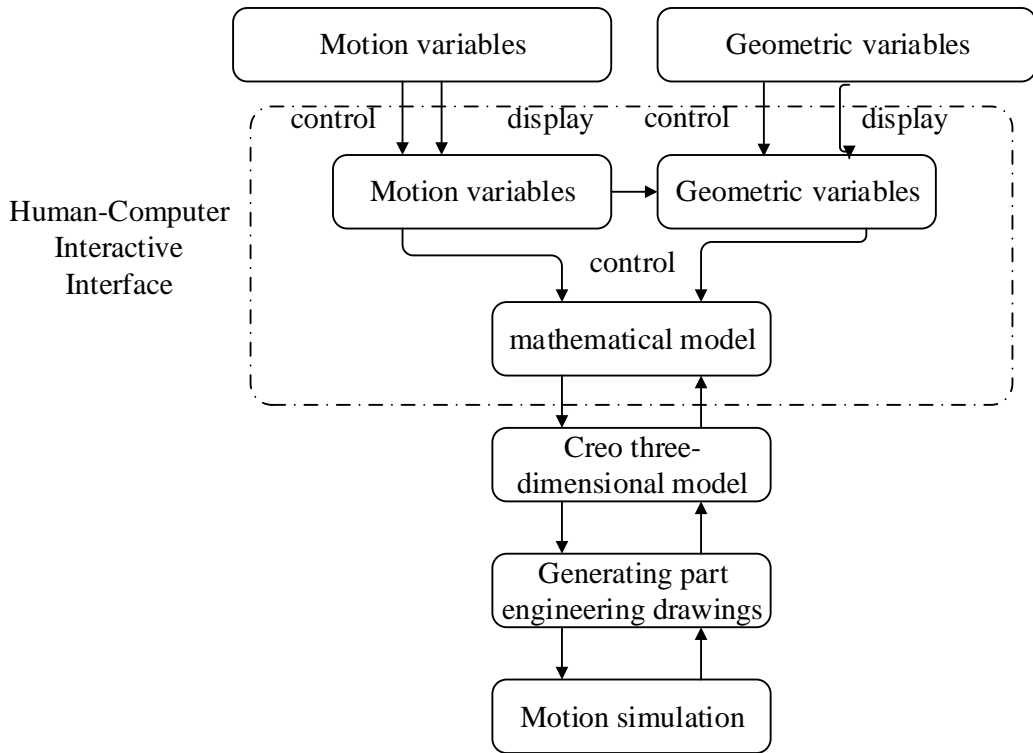 Motion variables
Geometric variables
control
display
control
display
Motion variables
Geometric variables
Human-Computer
Interactive
Interface
control
mathematical model
Creo three-
dimensional model
Generating part
engineering drawings
Motion simulation